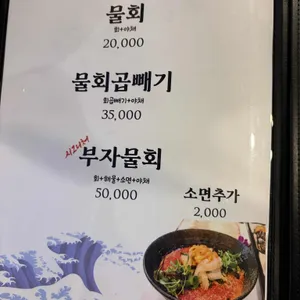 물회
회+야채
20,000
물회곱빼기
회곱빼기+야채
35,000
시그니처
부자물회
회+해물+소면+야채
50,000
소면추가
2,000